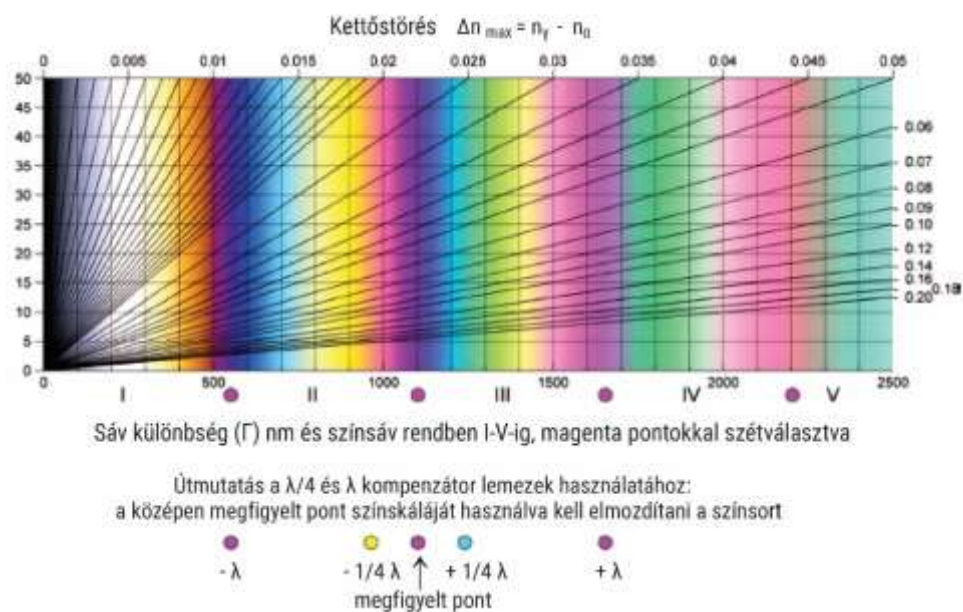 Kettőstörés Δn max = nγ - nα
0 0.005 0.01 0.015 0.02 0.025 0.03 0.035 0.04 0.045 0.05
50
45
40
35
30
25
20
15
10
5
0
0.06
0.07
0.08
0.09
0.10
0.12
0.14
0.16
0.18
0.20
0 500 1000 1500 2000 2500
I II III IV V
Sáv különbség (Γ) nm és színsáv rendben I-V-ig, magenta pontokkal szétválasztva
Útmutatás a λ/4 és λ kompenzátor lemezek használatához:
a középen megfigyelt pont színskáláját használva kell elmozdítani a színsort
- λ - 1/4 λ + 1/4 λ + λ
megfigyelt pont